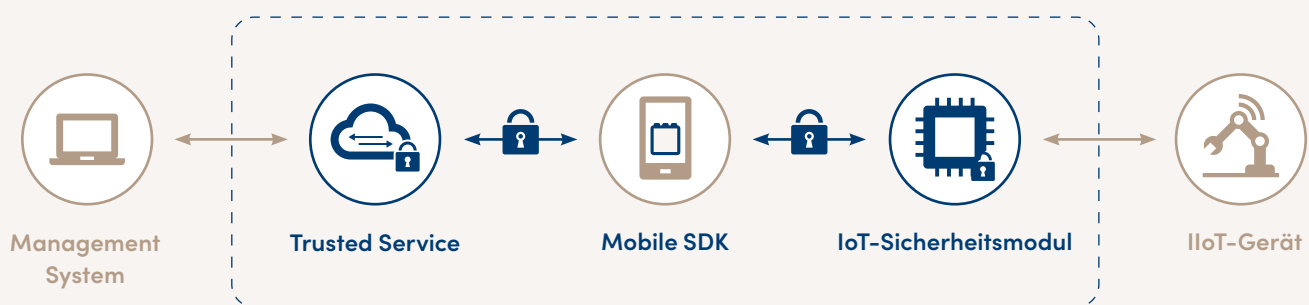 Management
System
Trusted Service
Mobile SDK
IoT-Sicherheitsmodul
IIoT-Gerät